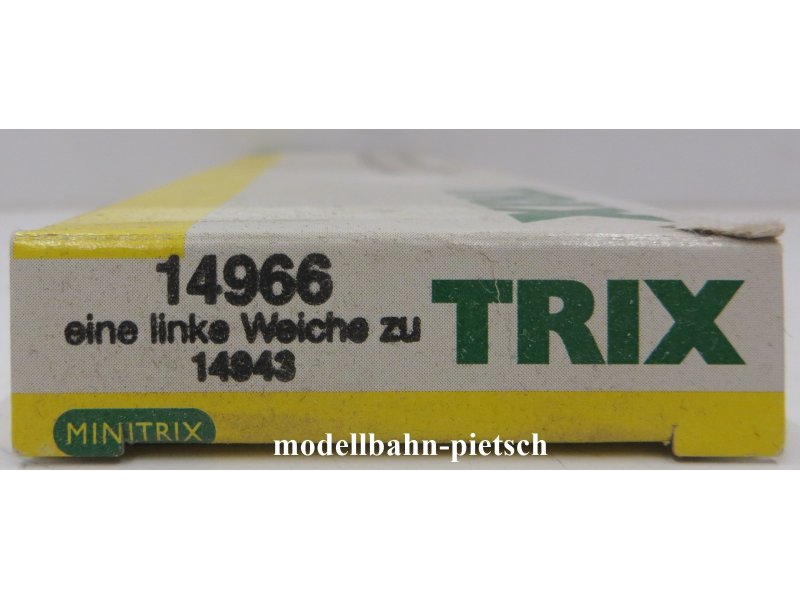 14966
eine linke Weiche zu
14943
TRIX
MINITRIX
modellbahn-pietsch